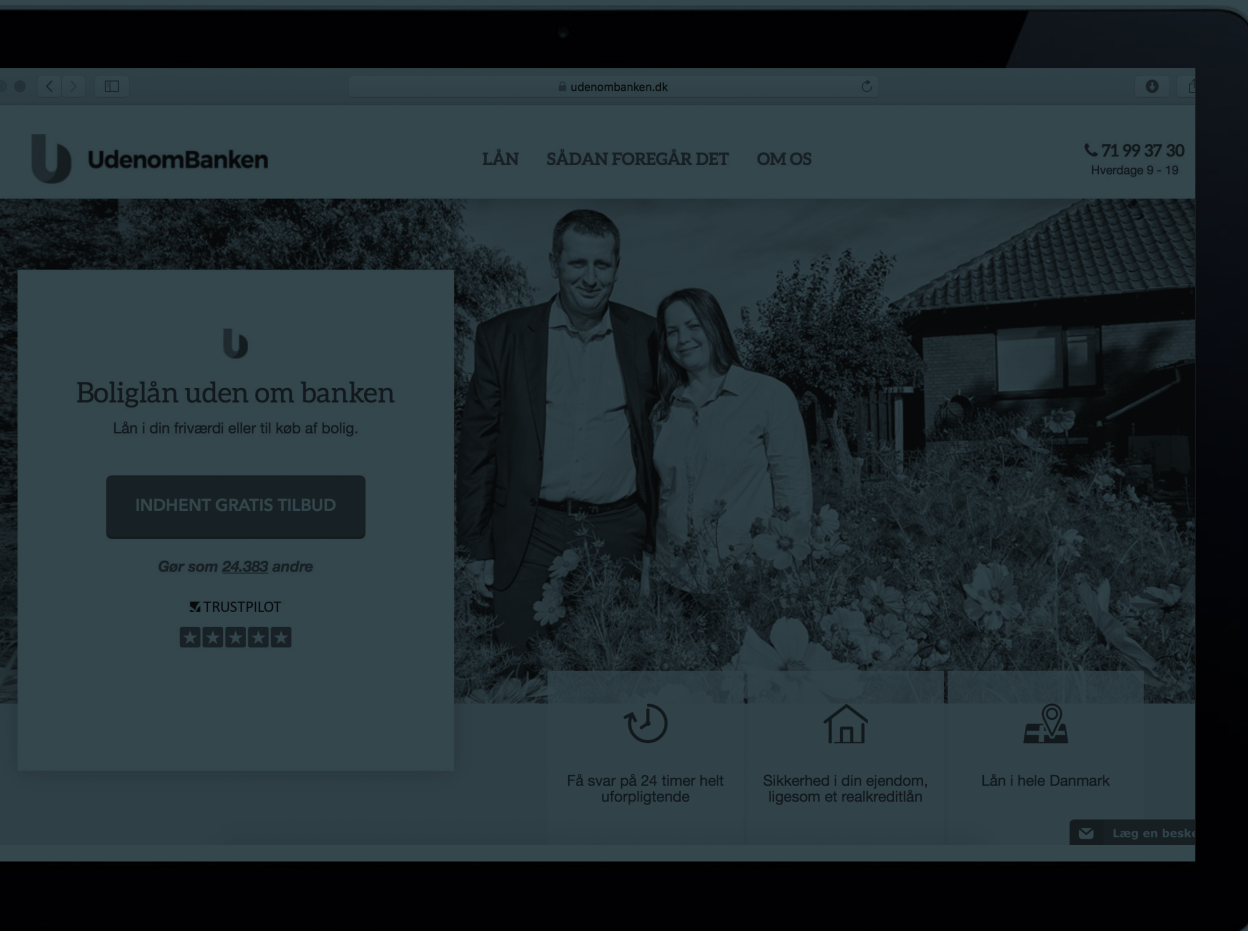 udenombanken.dk
UdenomBanken
LÅN
SÅDAN FOREGÅR DET
OM OS
71 99 37 30
Hverdage 9 - 19
Boliglån uden om banken
Lån i din friværdi eller til køb af bolig.
INDHENT GRATIS TILBUD
Gør som 24.383 andre
TRUSTPILOT
Få svar på 24 timer helt
uforpligtende
Sikkerhed i din ejendom,
ligesom et realkreditlån
Lån i hele Danmark
Læg en beske